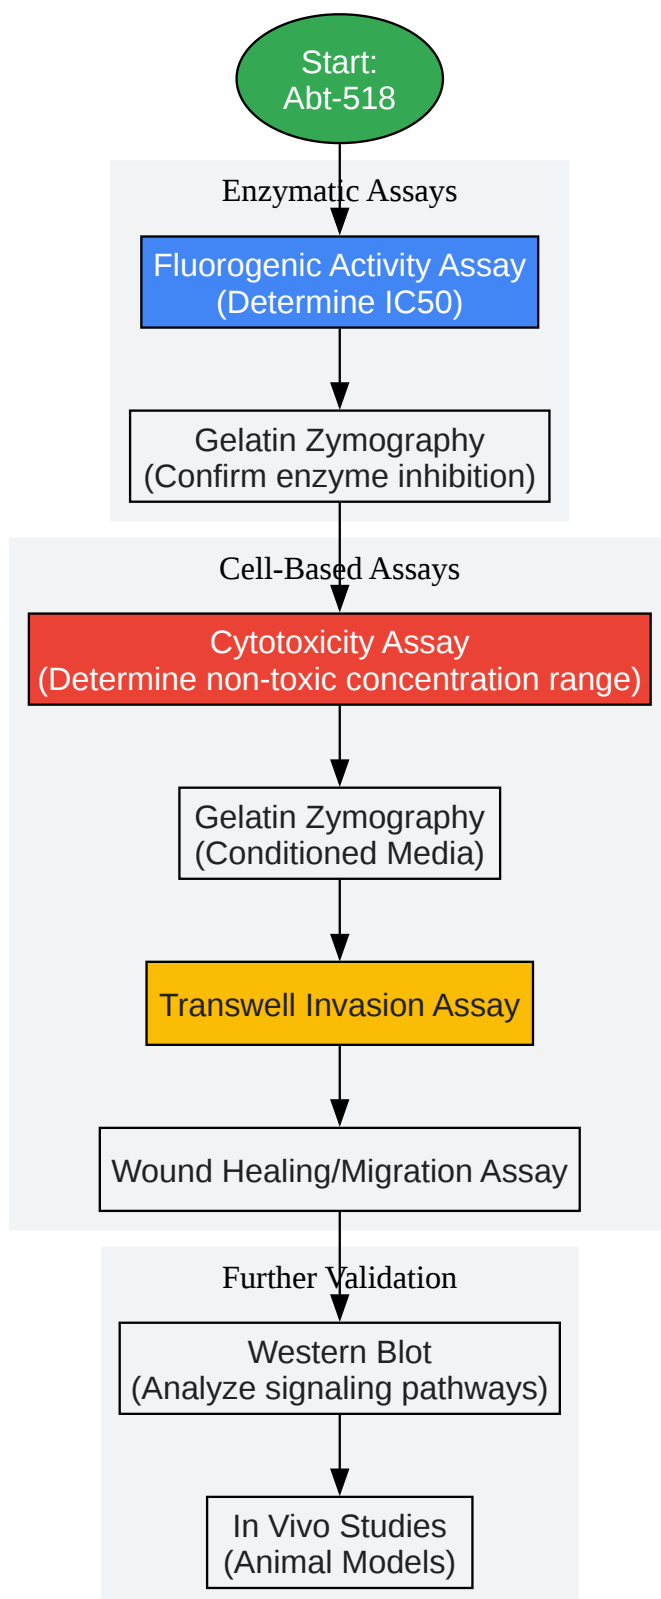 Start:
Abt-518
Enzymatic Assays
Fluorogenic Activity Assay
(Determine IC50)
Gelatin Zymography
(Confirm enzyme inhibition)
Cell-Based Assays
Cytotoxicity Assay
(Determine non-toxic concentration range)
Gelatin Zymography
(Conditioned Media)
Transwell Invasion Assay
Wound Healing/Migration Assay
Further Validation
Western Blot
(Analyze signaling pathways)
In Vivo Studies
(Animal Models)